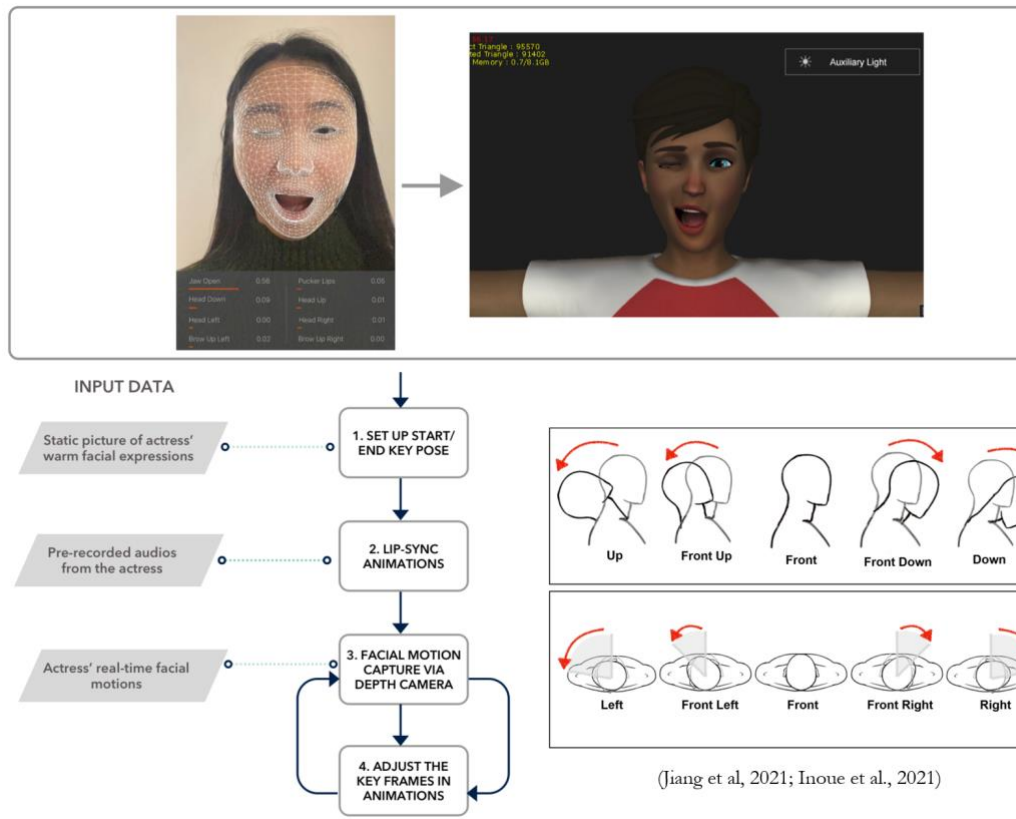 ct Triangle : 95570
ted Triangle : 91402
Memory : 0.7/8.1GB
Auxiliary Light
Jaw Open 0:58 Pucker Lips 0.05
Head Down 0:09 Head Up 0.01
Head Left 0:00 Head Right 0.01
Brow Up Left 0:02 Brow Up Right 0.00
INPUT DATA
Static picture of actress'
warm facial expressions
1. SET UP START/
END KEY POSE
Pre-recorded audios
from the actress
2. LIP-SYNC
ANIMATIONS
Actress' real-time facial
motions
3. FACIAL MOTION
CAPTURE VIA
DEPTH CAMERA
4. ADJUST THE
KEY FRAMES IN
ANIMATIONS
Up Front Up Front Front Down Down
Left Front Left Front Front Right Right
(Jiang et al, 2021; Inoue et al., 2021)